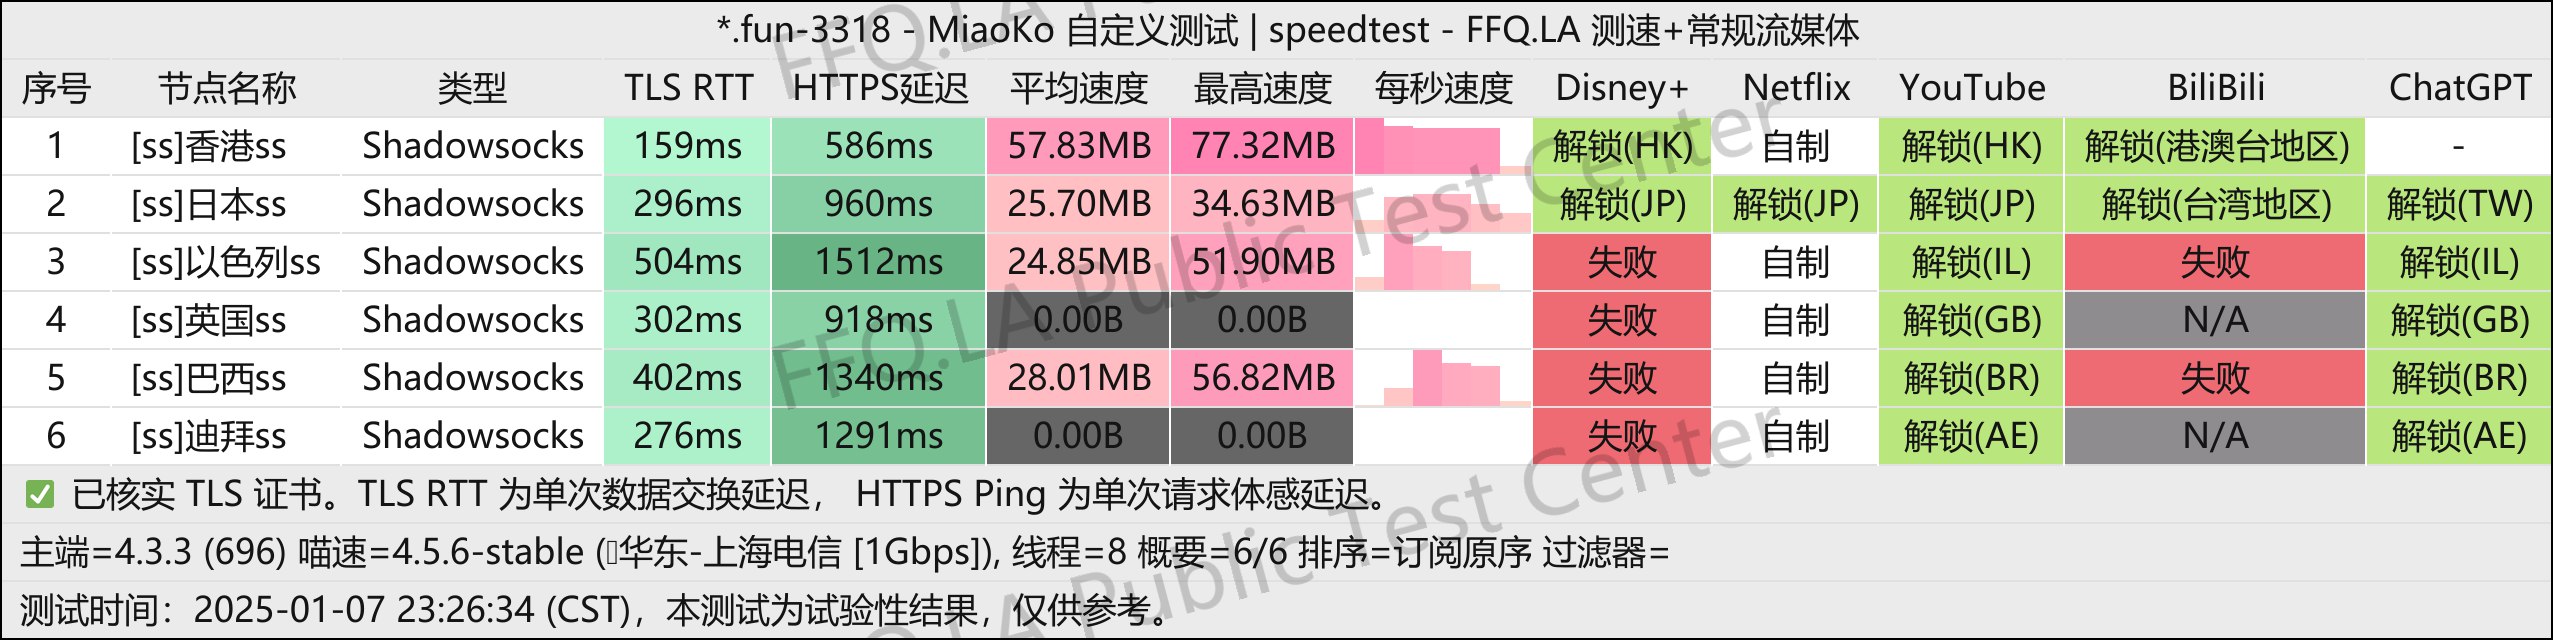 *.fun-3318 - MiaoKo 自定义测试 | speedtest - FFQ.LA 测速+常规流媒体
序号 节点名称 类型 TLS RTT HTTPS延迟 平均速度 最高速度 每秒速度 Disney+ Netflix YouTube BiliBili ChatGPT
1 [ss]香港ss Shadowsocks 159ms 586ms 57.83MB 77.32MB 解锁(HK) 自制 解锁(HK) 解锁(港澳台地区) -
2 [ss]日本ss Shadowsocks 296ms 960ms 25.70MB 34.63MB 解锁(JP) 解锁(JP) 解锁(JP) 解锁(台湾地区) 解锁(TW)
3 [ss]以色列ss Shadowsocks 504ms 1512ms 24.85MB 51.90MB 失败 自制 解锁(IL) 失败 解锁(IL)
4 [ss]英国ss Shadowsocks 302ms 918ms 0.00B 0.00B 失败 自制 解锁(GB) N/A 解锁(GB)
5 [ss]巴西ss Shadowsocks 402ms 1340ms 28.01MB 56.82MB 失败 自制 解锁(BR) 失败 解锁(BR)
6 [ss]迪拜ss Shadowsocks 276ms 1291ms 0.00B 0.00B 失败 自制 解锁(AE) N/A 解锁(AE)
✅ 已核实 TLS 证书。TLS RTT 为单次数据交换延迟， HTTPS Ping 为单次请求体感延迟。
主端=4.3.3 (696) 喵速=4.5.6-stable (华东-上海电信 [1Gbps]), 线程=8 概要=6/6 排序=订阅原序 过滤器=
测试时间：2025-01-07 23:26:34 (CST)，本测试为试验性结果，仅供参考。
FFQ.LA Public Test Center